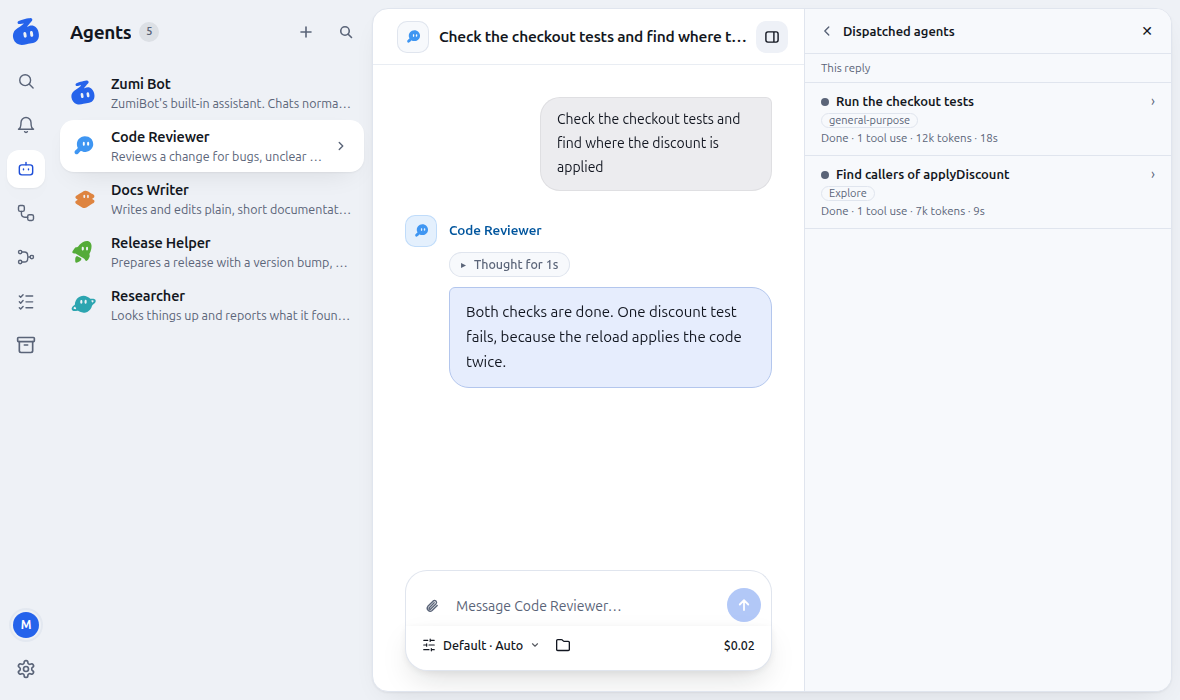 Agents 5
Zumi Bot
ZumiBot's built-in assistant. Chats norma…
Code Reviewer
Reviews a change for bugs, unclear …
Docs Writer
Writes and edits plain, short documentat…
Release Helper
Prepares a release with a version bump, …
Researcher
Looks things up and reports what it foun…
M
Check the checkout tests and find where t…
Check the checkout tests and
find where the discount is
applied
Code Reviewer
Thought for 1s
Both checks are done. One discount test
fails, because the reload applies the code
twice.
Message Code Reviewer…
Default · Auto
$0.02
Dispatched agents
This reply
Run the checkout tests
general-purpose
Done · 1 tool use · 12k tokens · 18s
Find callers of applyDiscount
Explore
Done · 1 tool use · 7k tokens · 9s